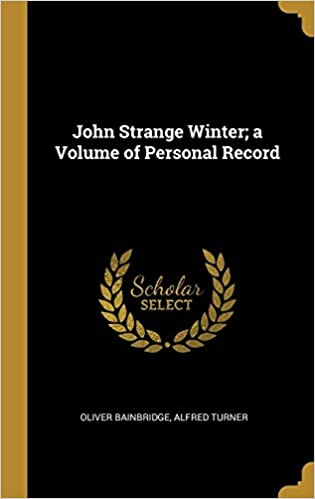 John Strange Winter; a
Volume of Personal Record
SCHOLAR
SELECT
OLIVER BAINBRIDGE, ALFRED TURNER